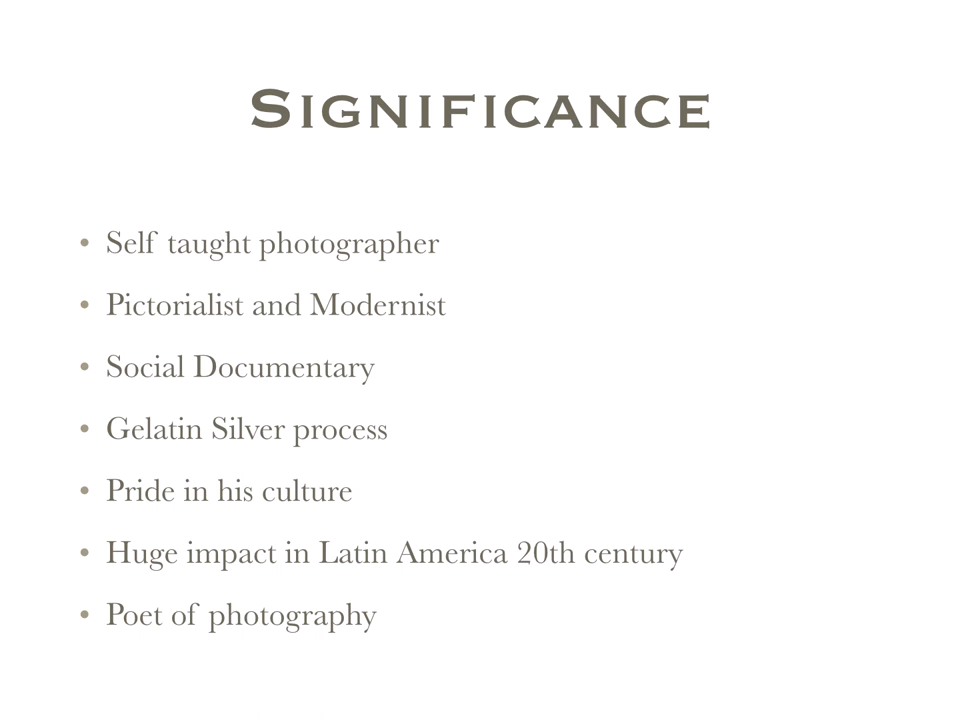 Significance
• Self taught photographer
• Pictorialist and Modernist
• Social Documentary
• Gelatin Silver process
• Pride in his culture
• Huge impact in Latin America 20th century
• Poet of photography